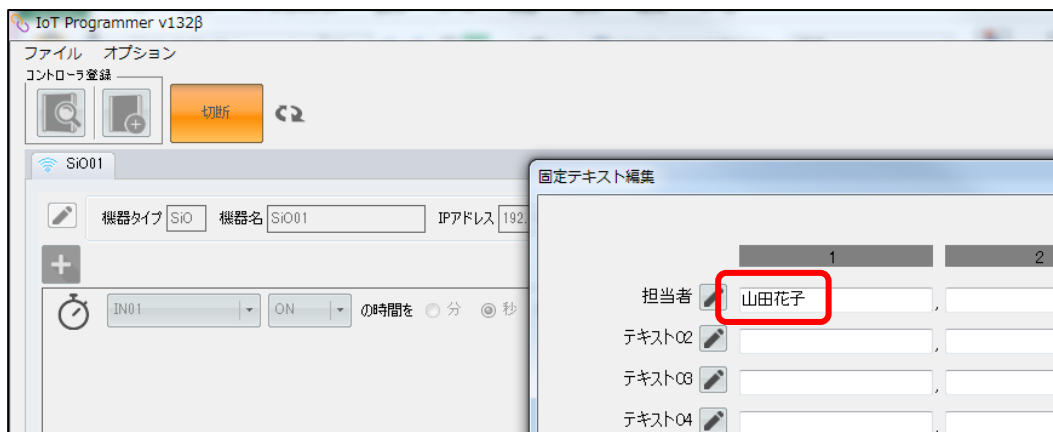 IoT Programmer v132β
ファイル オプション
コントローラ登録
切断
SiO01
固定テキスト編集
機器タイプ SiO 機器名 SiO01 IPアドレス 192.
1 2
担当者 山田花子 ,
IN01 ON の時間を 分 秒
テキスト02 ,
テキスト03 ,
テキスト04 ,